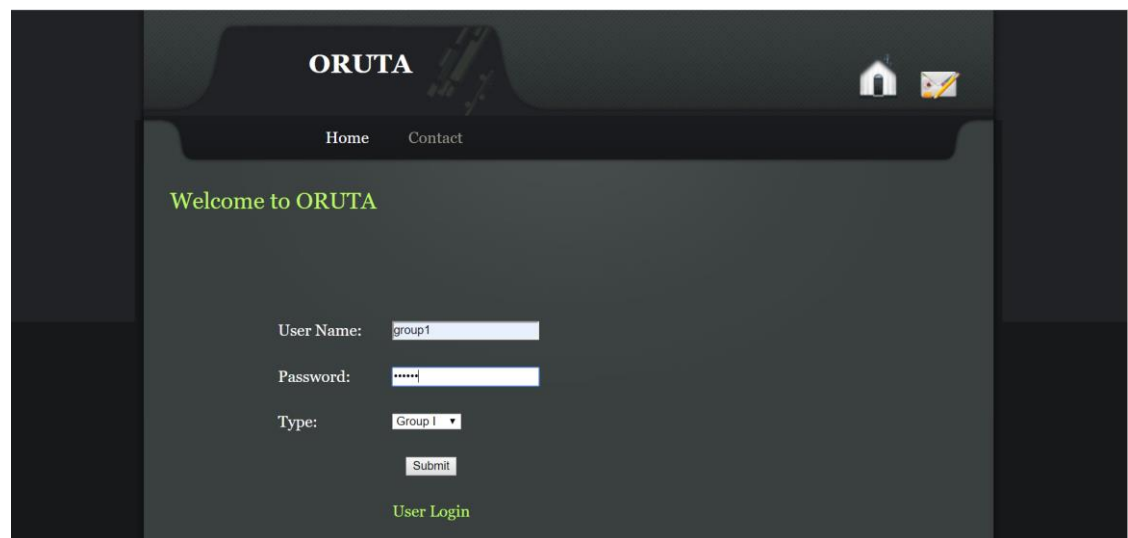 ORUTA
Home Contact
Welcome to ORUTA
User Name: group1
Password: ••••••
Type: Group I
Submit
User Login